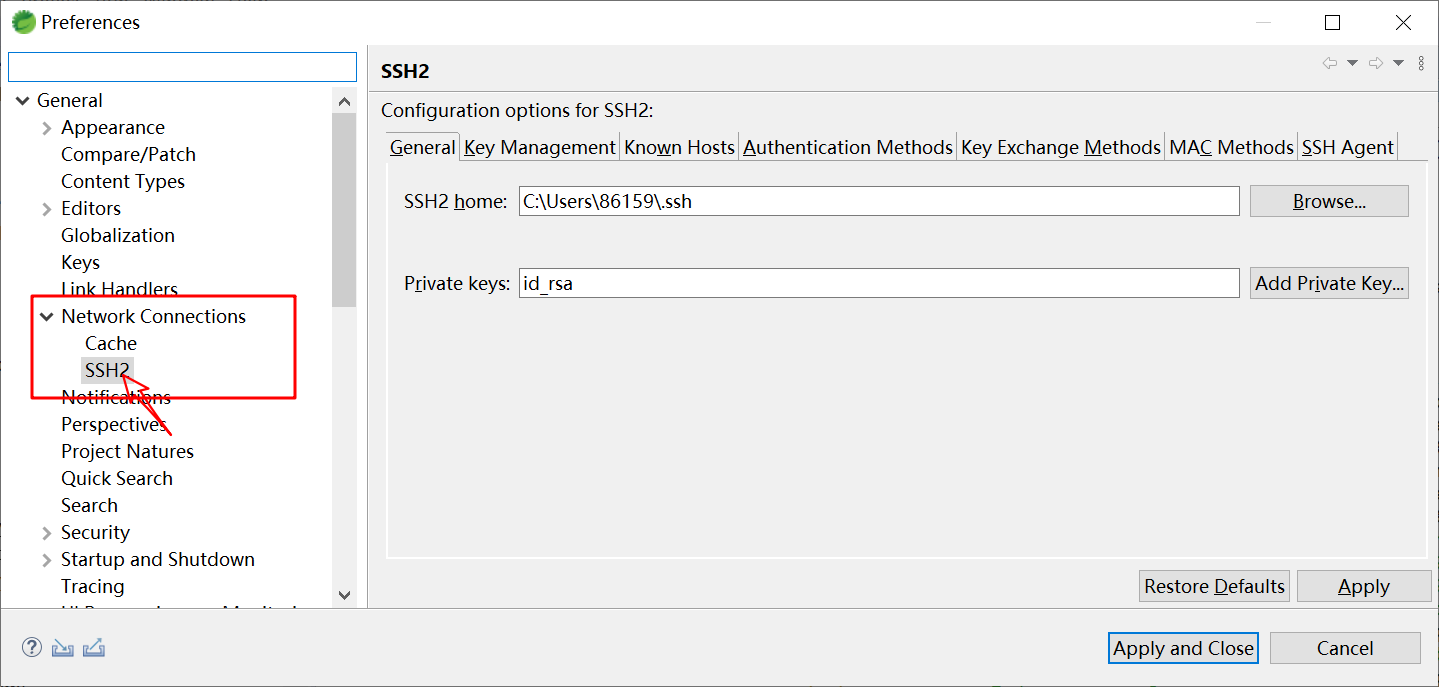 Preferences
General
Appearance
Compare/Patch
Content Types
Editors
Globalization
Keys
Link Handlers
Network Connections
Cache
SSH2
Notifications
Perspectives
Project Natures
Quick Search
Search
Security
Startup and Shutdown
Tracing
SSH2
Configuration options for SSH2:
General Key Management Known Hosts Authentication Methods Key Exchange Methods MAC Methods SSH Agent
SSH2 home: C:\Users\86159\.ssh Browse...
Private keys: id_rsa Add Private Key...
Restore Defaults Apply
Apply and Close Cancel